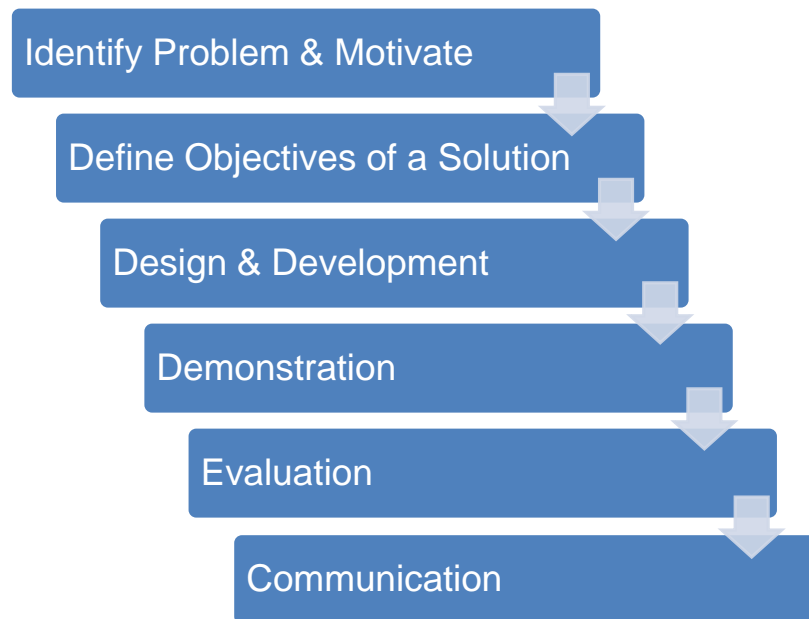 Identify Problem & Motivate
Define Objectives of a Solution
Design & Development
Demonstration
Evaluation
Communication